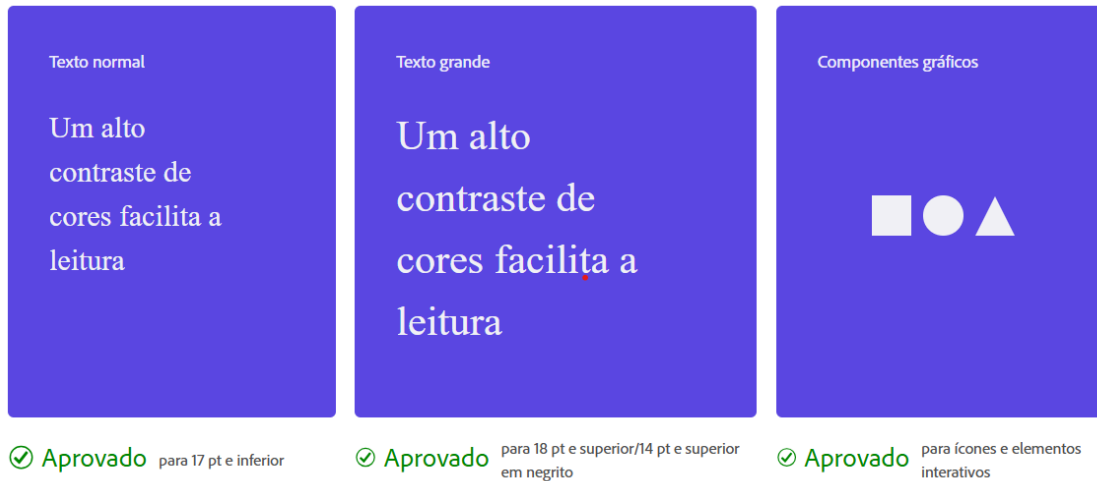 Texto normal
Um alto
contraste de
cores facilita a
leitura
Aprovado para 17 pt e inferior
Texto grande
Um alto
contraste de
cores facilita a
leitura
Aprovado para 18 pt e superior/14 pt e superior
em negrito
Componentes gráficos
Aprovado para ícones e elementos
interativos